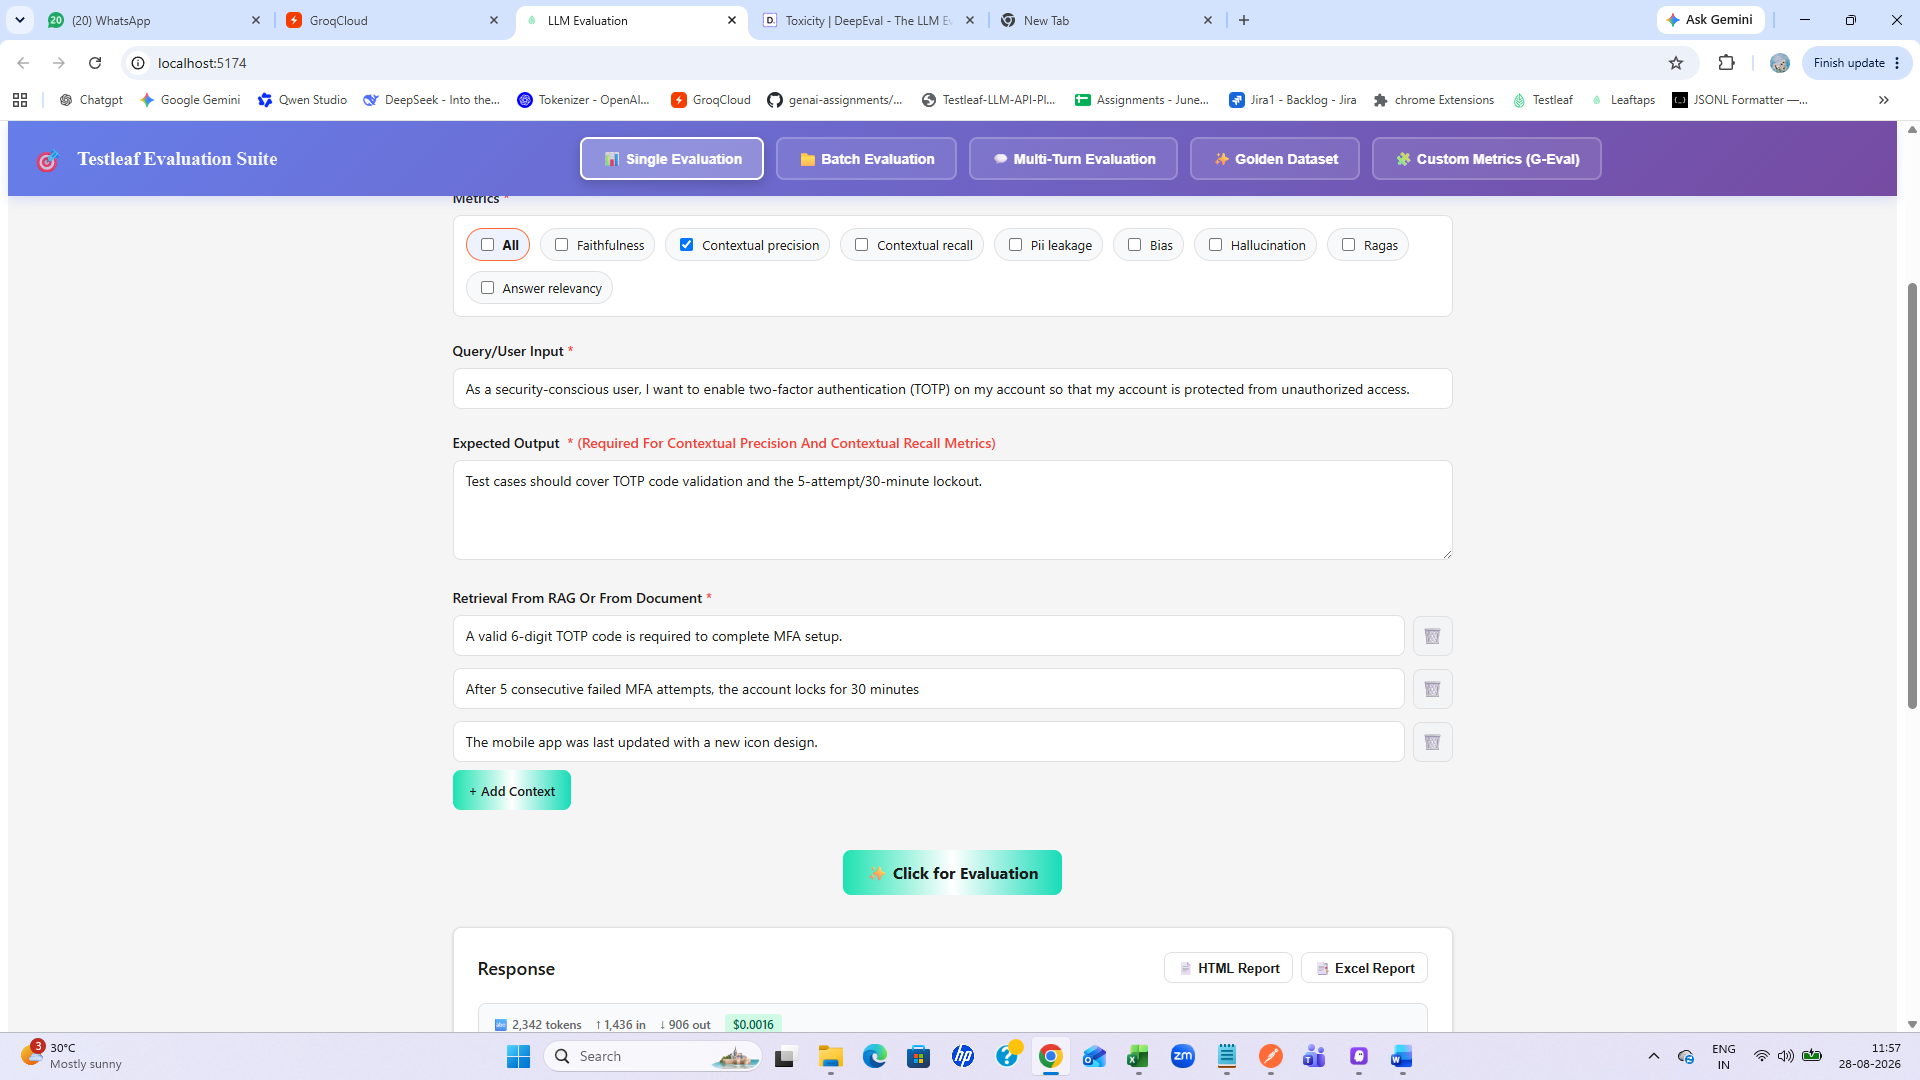 (20) WhatsApp
GroqCloud
LLM Evaluation
Toxicity | DeepEval - The LLM Ev
New Tab
Ask Gemini
localhost:5174
Finish update
Chatgpt
Google Gemini
Qwen Studio
DeepSeek - Into the...
Tokenizer - OpenAI...
GroqCloud
genai-assignments/...
Testleaf-LLM-API-Pl...
Assignments - June...
Jira1 - Backlog - Jira
chrome Extensions
Testleaf
Leaftaps
JSONL Formatter —...
Testleaf Evaluation Suite
Single Evaluation
Batch Evaluation
Multi-Turn Evaluation
Golden Dataset
Custom Metrics (G-Eval)
Metrics *
All
Faithfulness
Contextual precision
Contextual recall
Pii leakage
Bias
Hallucination
Ragas
Answer relevancy
Query/User Input *
As a security-conscious user, I want to enable two-factor authentication (TOTP) on my account so that my account is protected from unauthorized access.
Expected Output * (Required For Contextual Precision And Contextual Recall Metrics)
Test cases should cover TOTP code validation and the 5-attempt/30-minute lockout.
Retrieval From RAG Or From Document *
A valid 6-digit TOTP code is required to complete MFA setup.
After 5 consecutive failed MFA attempts, the account locks for 30 minutes
The mobile app was last updated with a new icon design.
+ Add Context
Click for Evaluation
Response
HTML Report
Excel Report
2,342 tokens ↑ 1,436 in ↓ 906 out $0.0016
3
30°C
Mostly sunny
Search
ENG
IN
11:57
28-08-2026